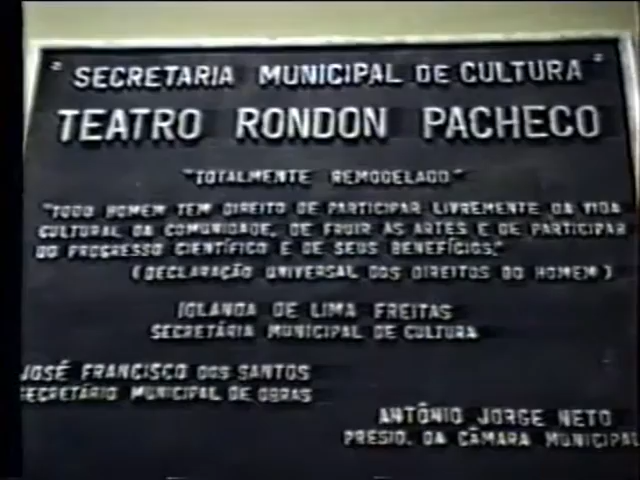 "SECRETARIA MUNICIPAL DE CULTURA"
TEATRO RONDON PACHECO
"TOTALMENTE REMODELADO"
"TODO HOMEM TEM DIREITO DE PARTICIPAR LIVREMENTE DA VIDA
CULTURAL DA COMUNIDADE, DE FRUIR AS ARTES E DE PARTICIPAR
DO PROGRESSO CIENTÍFICO E DE SEUS BENEFÍCIOS."
(DECLARAÇÃO UNIVERSAL DOS DIREITOS DO HOMEM)
IOLANDA DE LIMA FREITAS
SECRETÁRIA MUNICIPAL DE CULTURA
JOSÉ FRANCISCO DOS SANTOS
SECRETÁRIO MUNICIPAL DE OBRAS
ANTÔNIO JORGE NETO
PRESID. DA CÂMARA MUNICIPAL